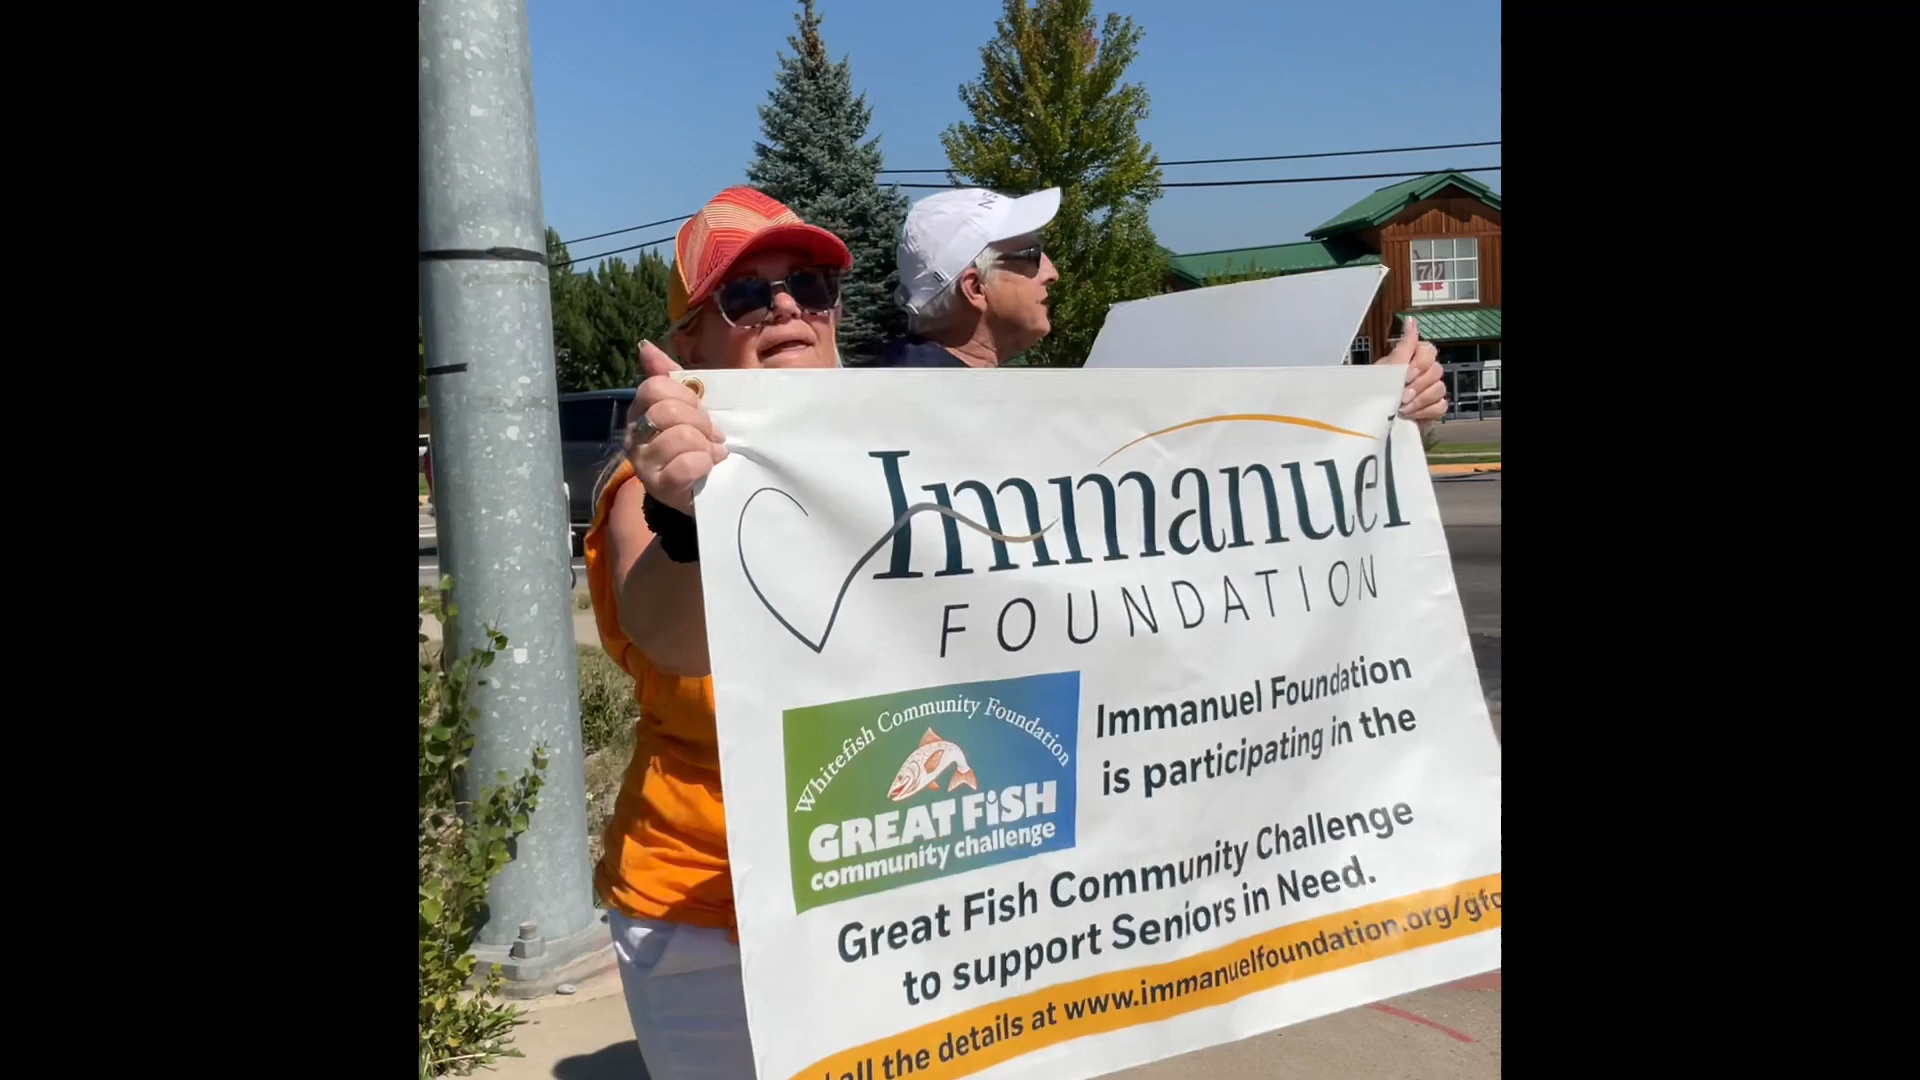 Immanuel
FOUNDATION
Whitefish Community Foundation
GREAT FiSH
community challenge
Immanuel Foundation
is participating in the
Great Fish Community Challenge
to support Seniors in Need.
all the details at www.immanuelfoundation.org/gfc